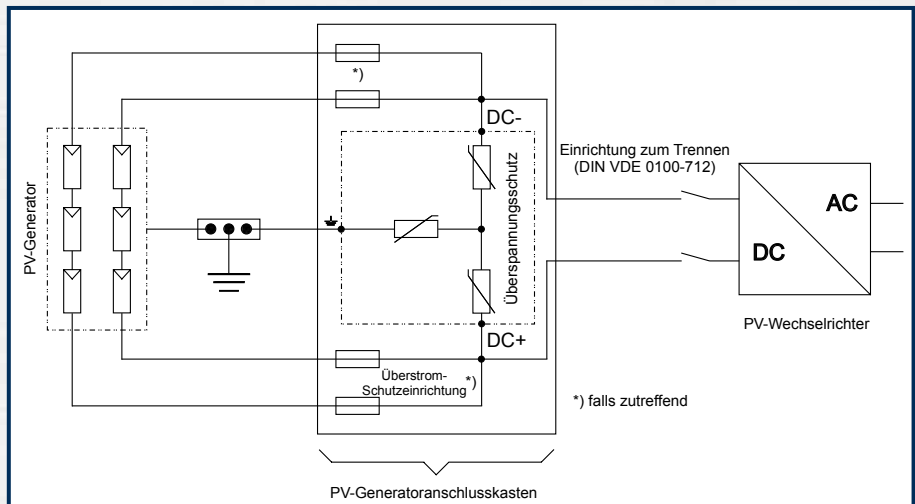 *)
DC-
Einrichtung zum Trennen
(DIN VDE 0100-712)
PV-Generator
Überspannungsschutz
AC
DC
PV-Wechselrichter
DC+
Überstrom-
Schutzeinrichtung *)
*) falls zutreffend
PV-Generatoranschlusskasten